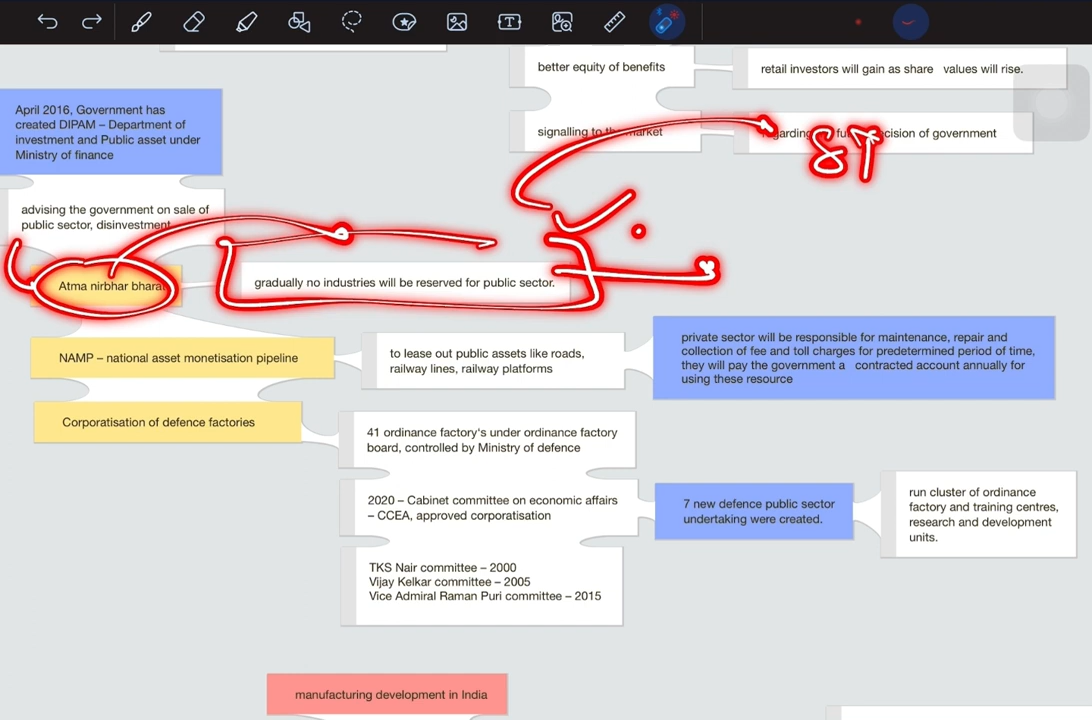 better equity of benefits
retail investors will gain as share values will rise.
April 2016, Government has
created DIPAM – Department of
investment and Public asset under
Ministry of finance
signalling to the market
regarding future decision of government
87
advising the government on sale of
public sector, disinvestment
Atma nirbhar bharat
gradually no industries will be reserved for public sector.
NAMP – national asset monetisation pipeline
to lease out public assets like roads,
railway lines, railway platforms
private sector will be responsible for maintenance, repair and
collection of fee and toll charges for predetermined period of time,
they will pay the government a contracted account annually for
using these resource
Corporatisation of defence factories
41 ordinance factory's under ordinance factory
board, controlled by Ministry of defence
2020 – Cabinet committee on economic affairs
– CCEA, approved corporatisation
7 new defence public sector
undertaking were created.
run cluster of ordinance
factory and training centres,
research and development
units.
TKS Nair committee – 2000
Vijay Kelkar committee – 2005
Vice Admiral Raman Puri committee – 2015
manufacturing development in India